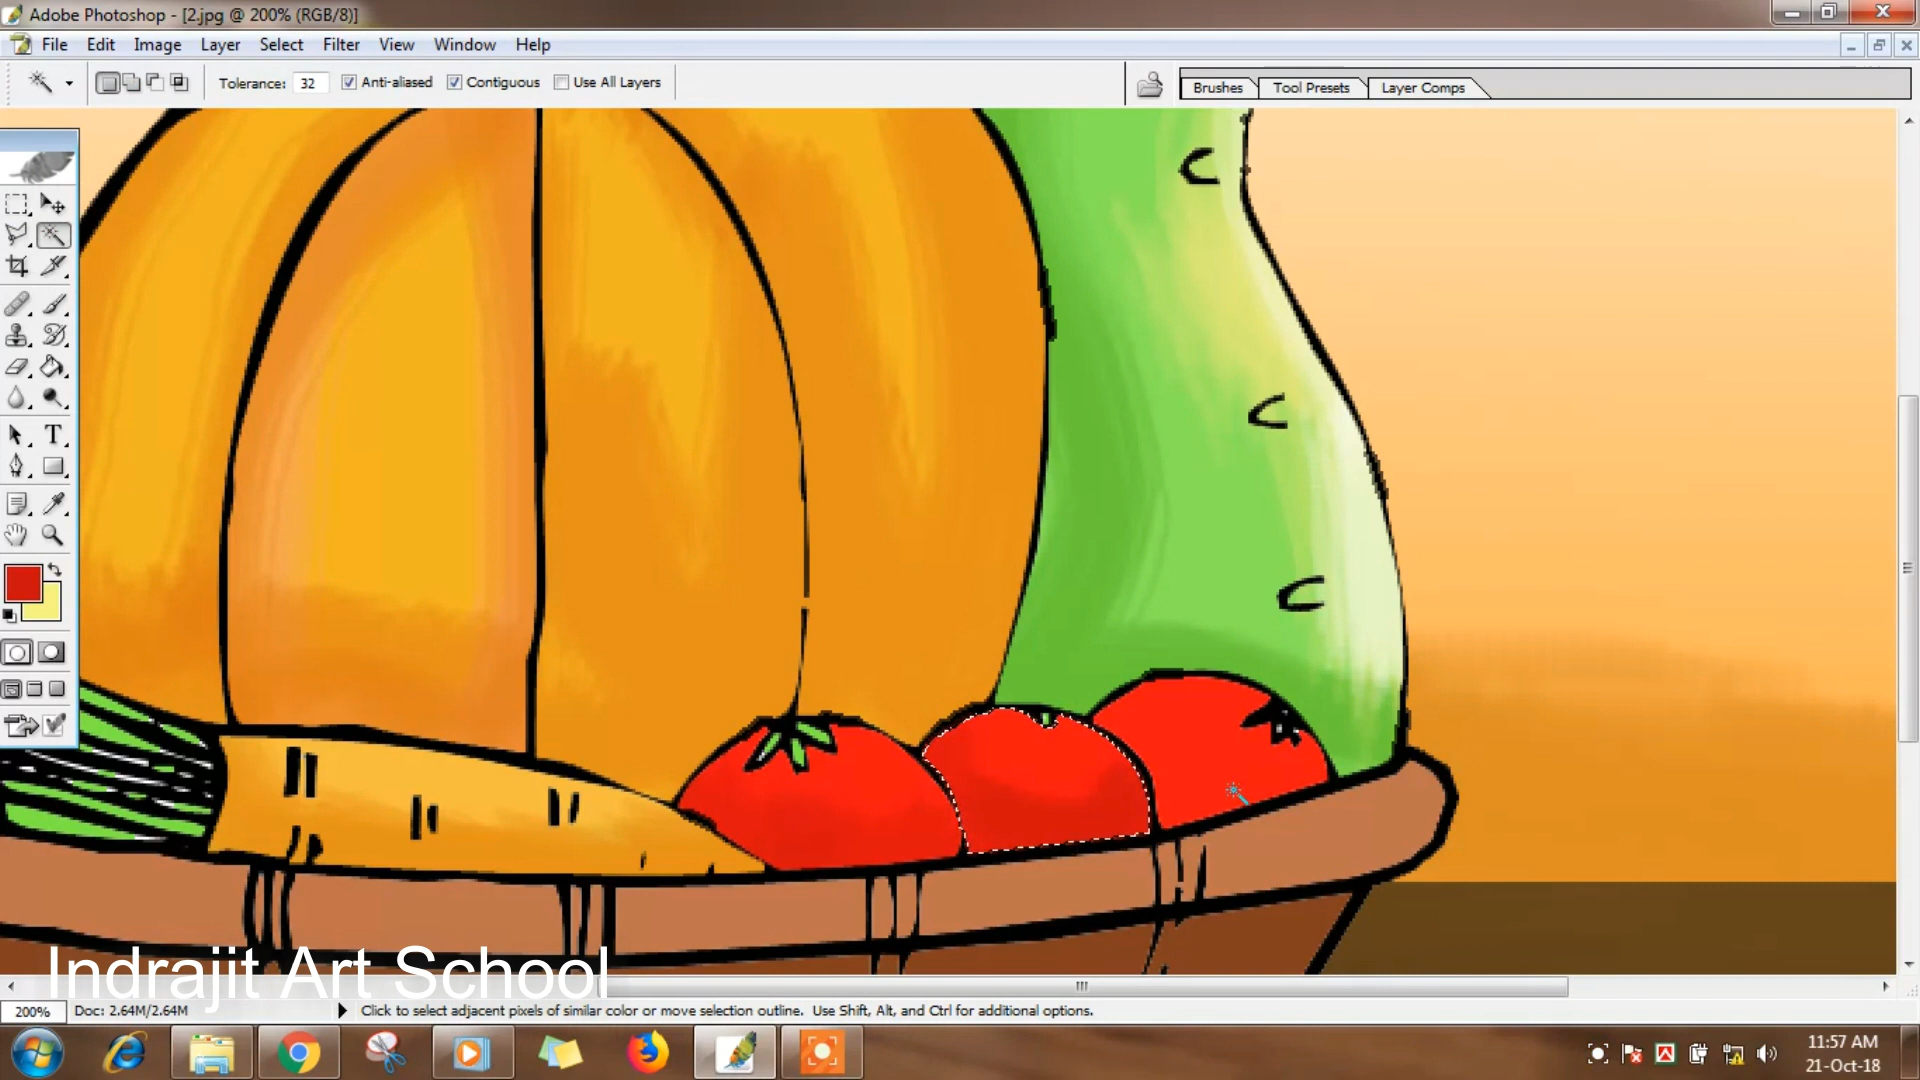 Adobe Photoshop - [2.jpg @ 200% (RGB/8)]
File Edit Image Layer Select Filter View Window Help
Tolerance: 32 Anti-aliased Contiguous Use All Layers Brushes Tool Presets Layer Comps
Indrajit Art School
200% Doc: 2.64M/2.64M Click to select adjacent pixels of similar color or move selection outline. Use Shift, Alt, and Ctrl for additional options.
11:57 AM
21-Oct-18